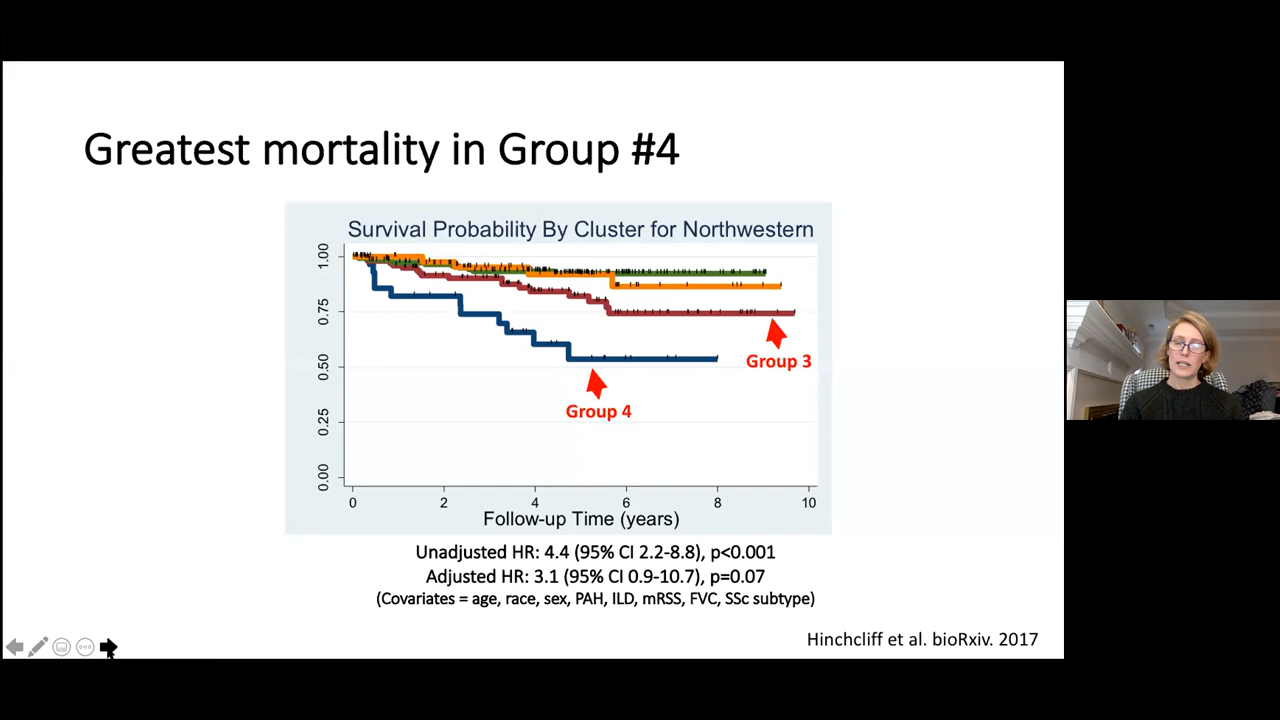 Greatest mortality in Group #4
Survival Probability By Cluster for Northwestern
1.00
0.75
0.50
0.25
0.00
Group 3
Group 4
0 2 4 6 8 10
Follow-up Time (years)
Unadjusted HR: 4.4 (95% CI 2.2-8.8), p<0.001
Adjusted HR: 3.1 (95% CI 0.9-10.7), p=0.07
(Covariates = age, race, sex, PAH, ILD, mRSS, FVC, SSc subtype)
Hinchcliff et al. bioRxiv. 2017